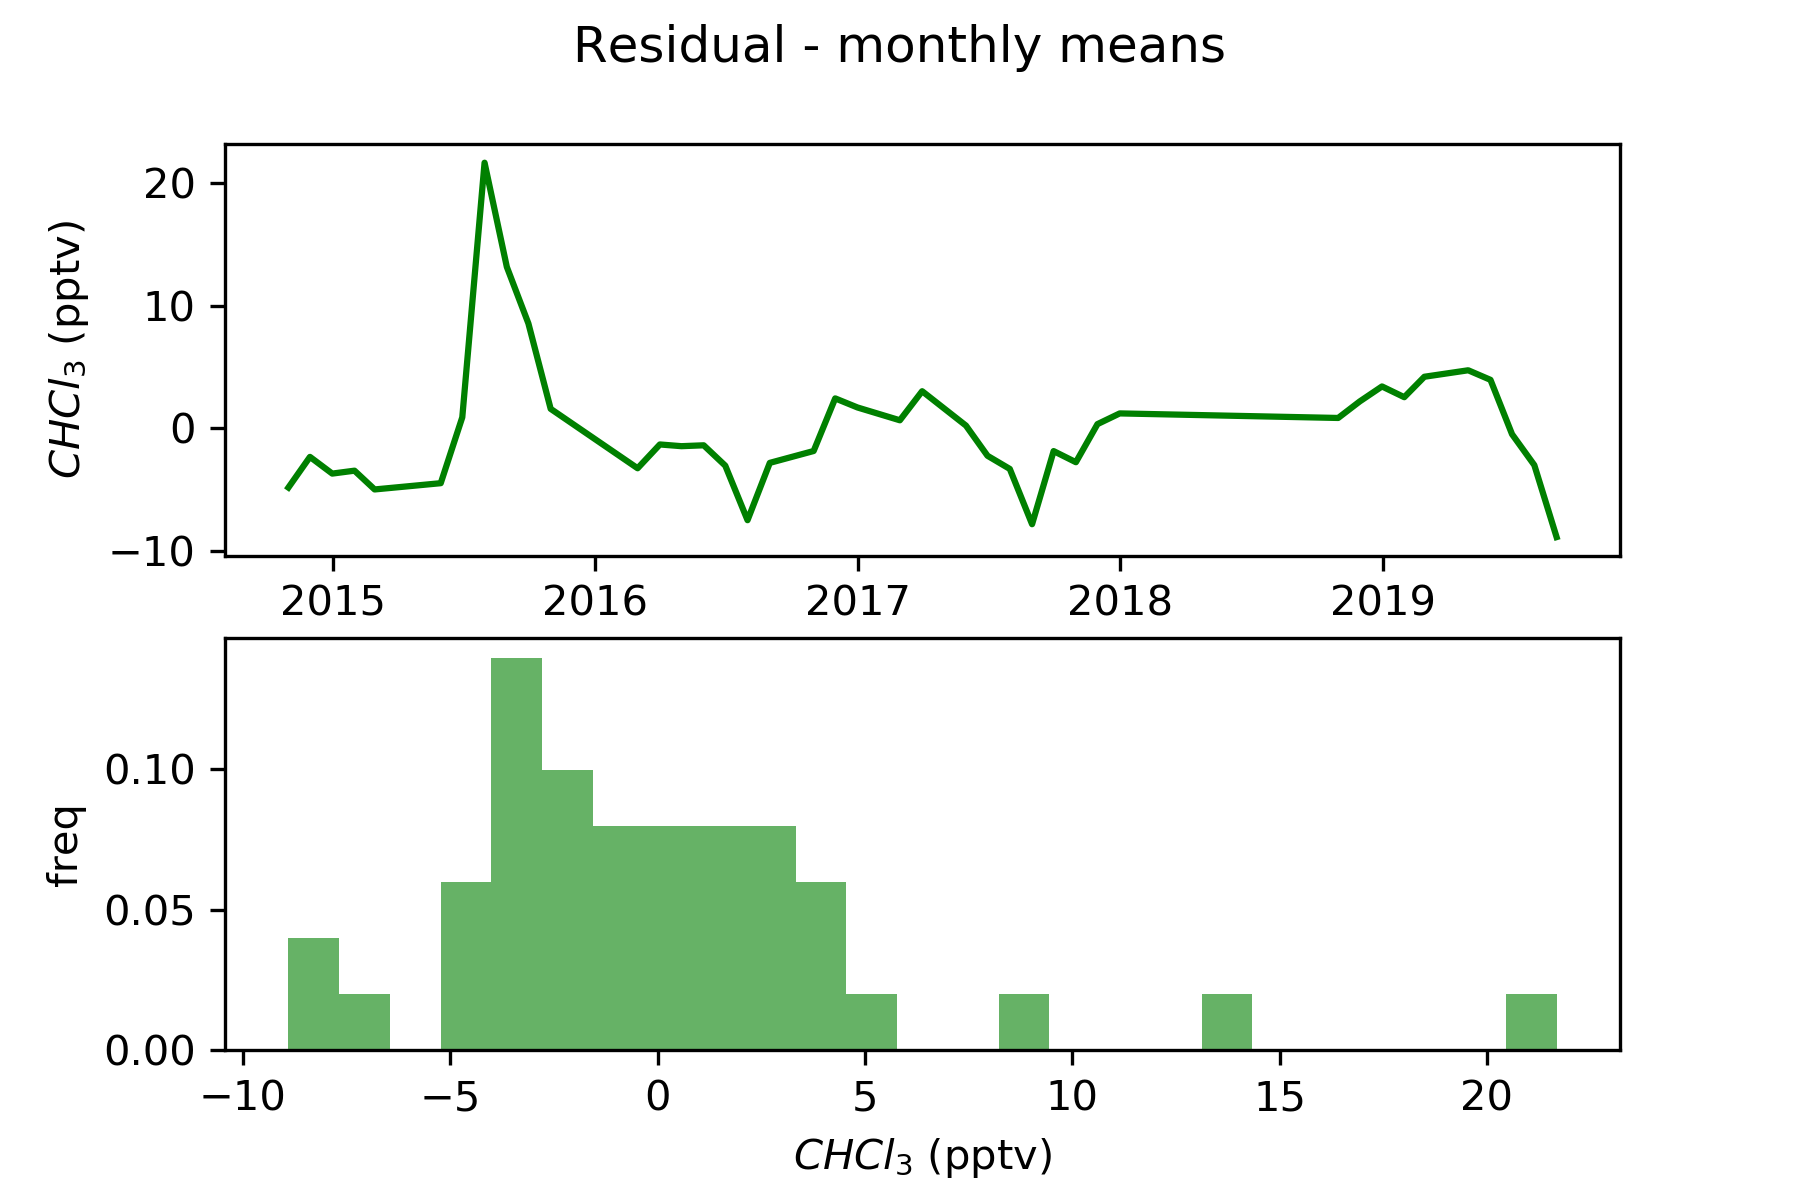 Residual - monthly means
20
10
0
−10
CHCl₃ (pptv)
2015 2016 2017 2018 2019
0.10
0.05
0.00
freq
−10 −5 0 5 10 15 20
CHCl₃ (pptv)